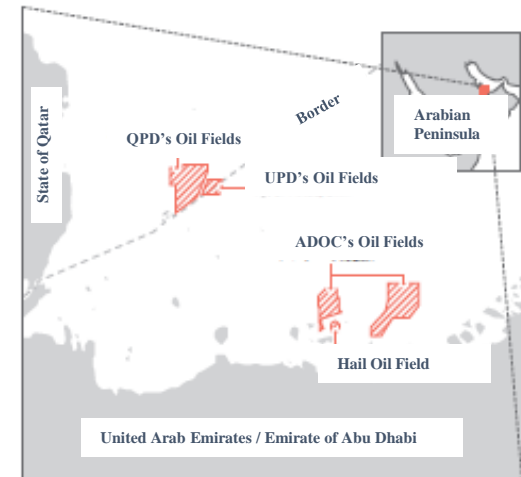 Border
Arabian
Peninsula
State of Qatar
QPD's Oil Fields
UPD's Oil Fields
ADOC's Oil Fields
Hail Oil Field
United Arab Emirates / Emirate of Abu Dhabi